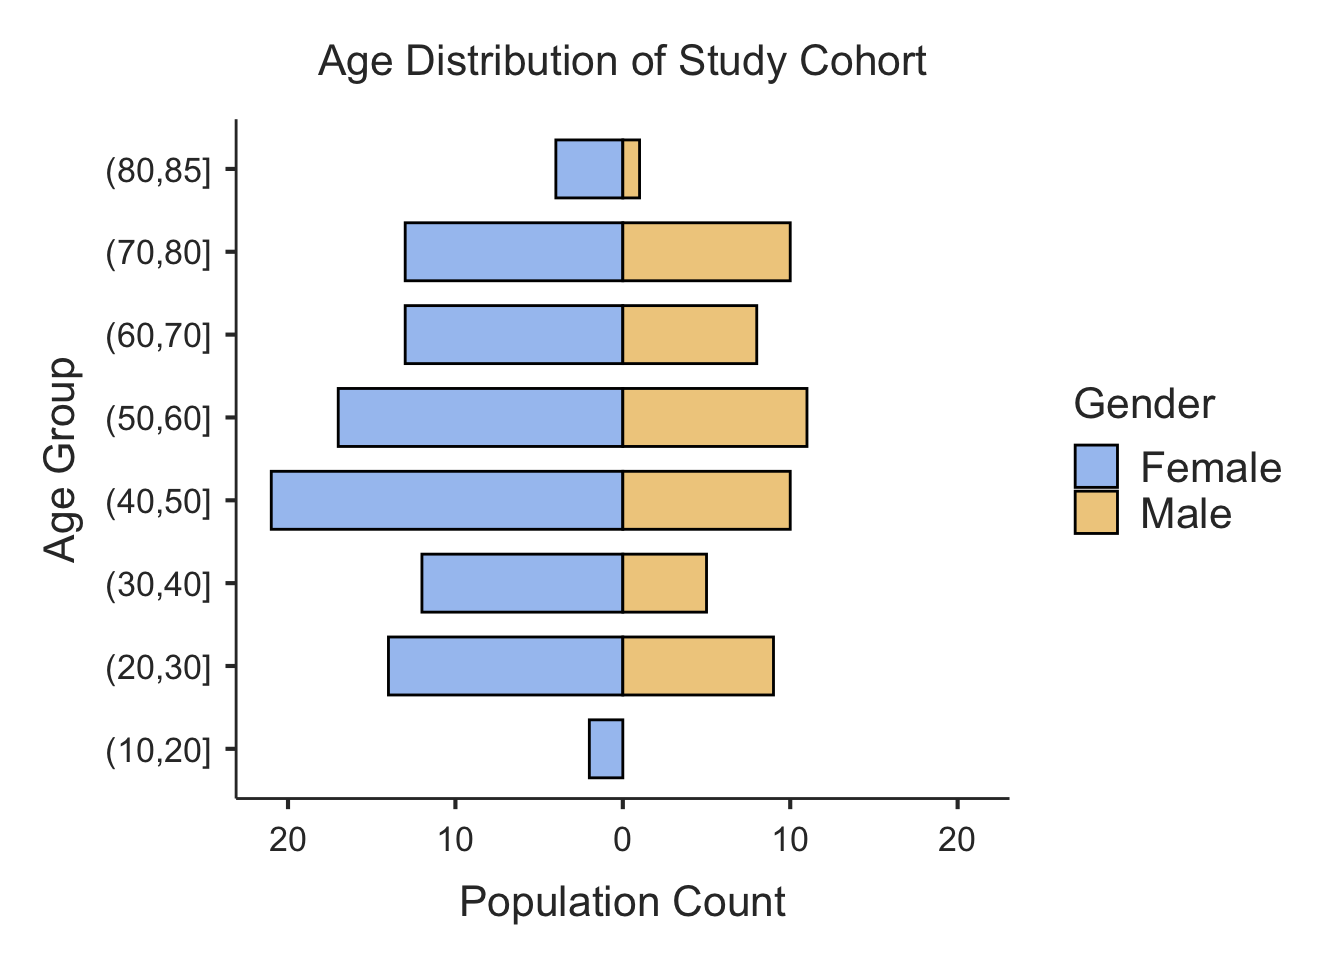 Age Distribution of Study Cohort
Age Group
(80,85]
(70,80]
(60,70]
(50,60]
(40,50]
(30,40]
(20,30]
(10,20]
20 10 0 10 20
Population Count
Gender
Female
Male